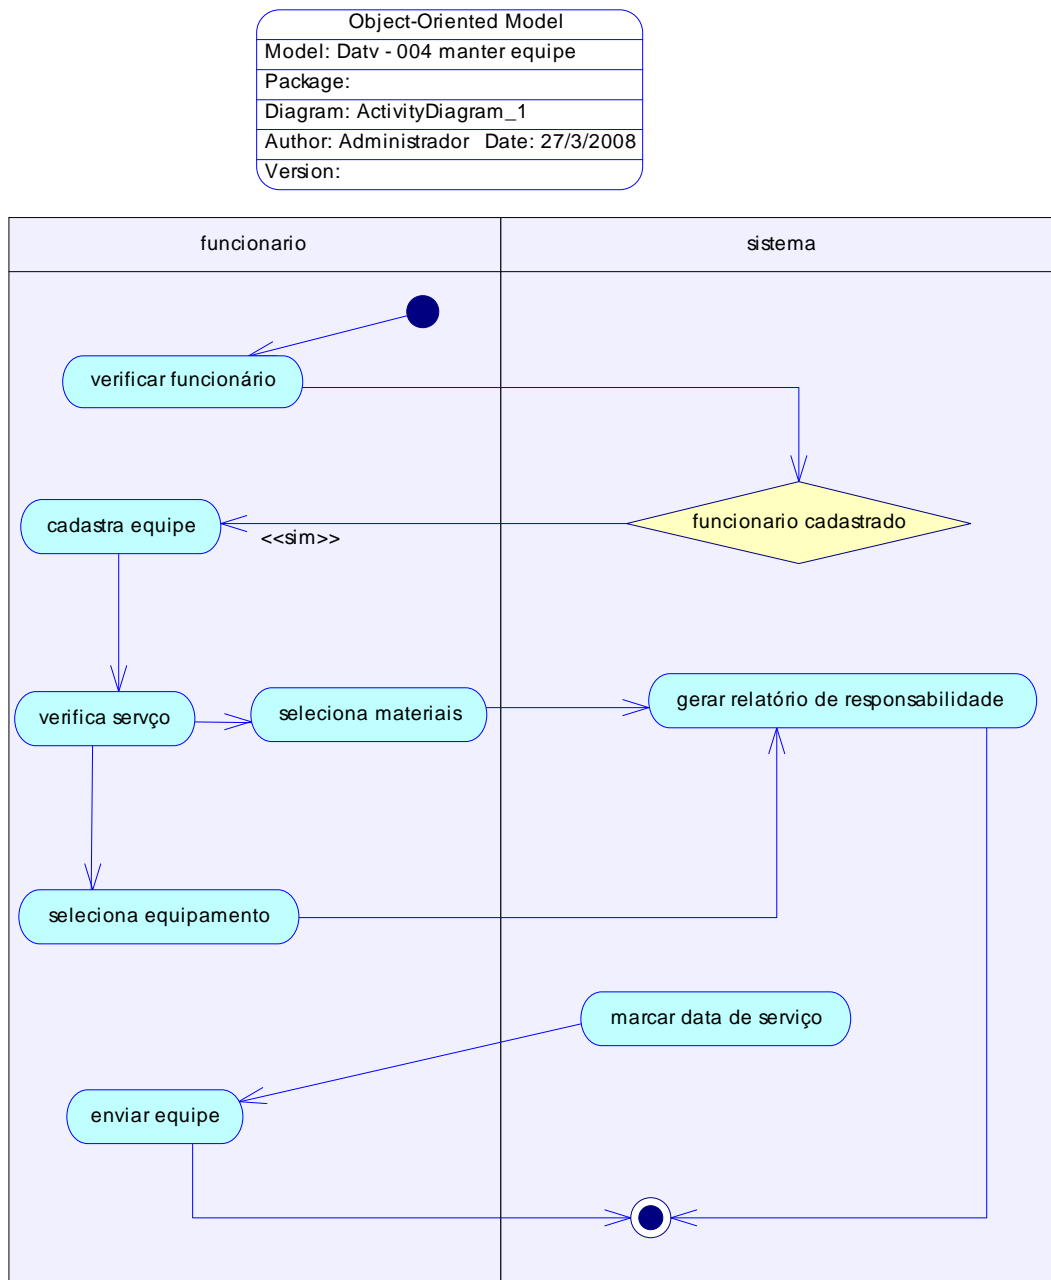 Object-Oriented Model
Model: Datv - 004 manter equipe
Package:
Diagram: ActivityDiagram_1
Author: Administrador Date: 27/3/2008
Version:
funcionario
sistema
verificar funcionário
funcionario cadastrado
cadastra equipe
<<sim>>
verifica servço
seleciona materiais
gerar relatório de responsabilidade
seleciona equipamento
marcar data de serviço
enviar equipe